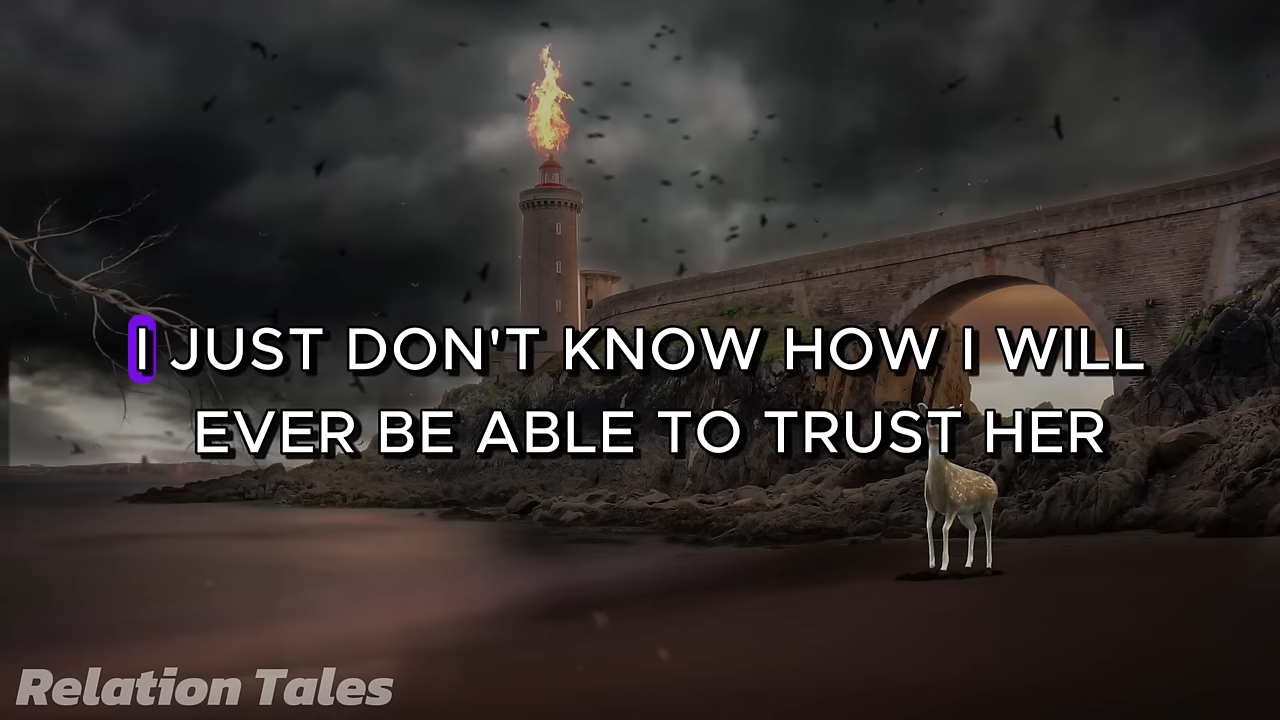 I JUST DON'T KNOW HOW I WILL
EVER BE ABLE TO TRUST HER
Relation Tales